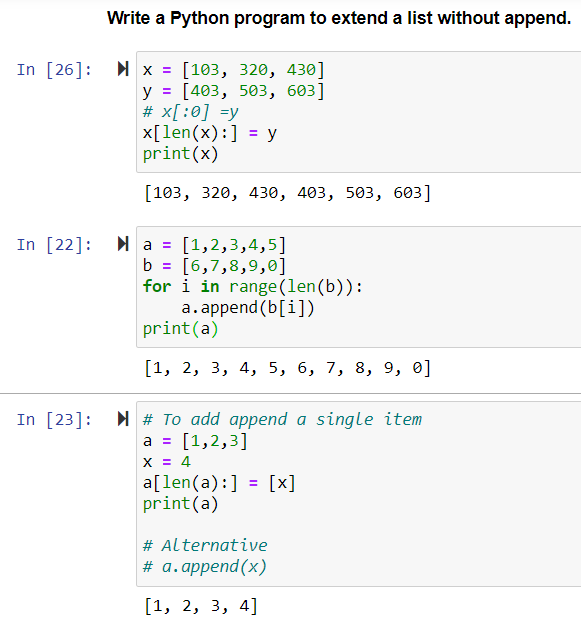 Write a Python program to extend a list without append.
In [26]:
x = [103, 320, 430]
y = [403, 503, 603]
# x[:0] =y
x[len(x):] = y
print(x)
[103, 320, 430, 403, 503, 603]
In [22]:
a = [1,2,3,4,5]
b = [6,7,8,9,0]
for i in range(len(b)):
    a.append(b[i])
print(a)
[1, 2, 3, 4, 5, 6, 7, 8, 9, 0]
In [23]:
# To add append a single item
a = [1,2,3]
x = 4
a[len(a):] = [x]
print(a)
# Alternative
# a.append(x)
[1, 2, 3, 4]